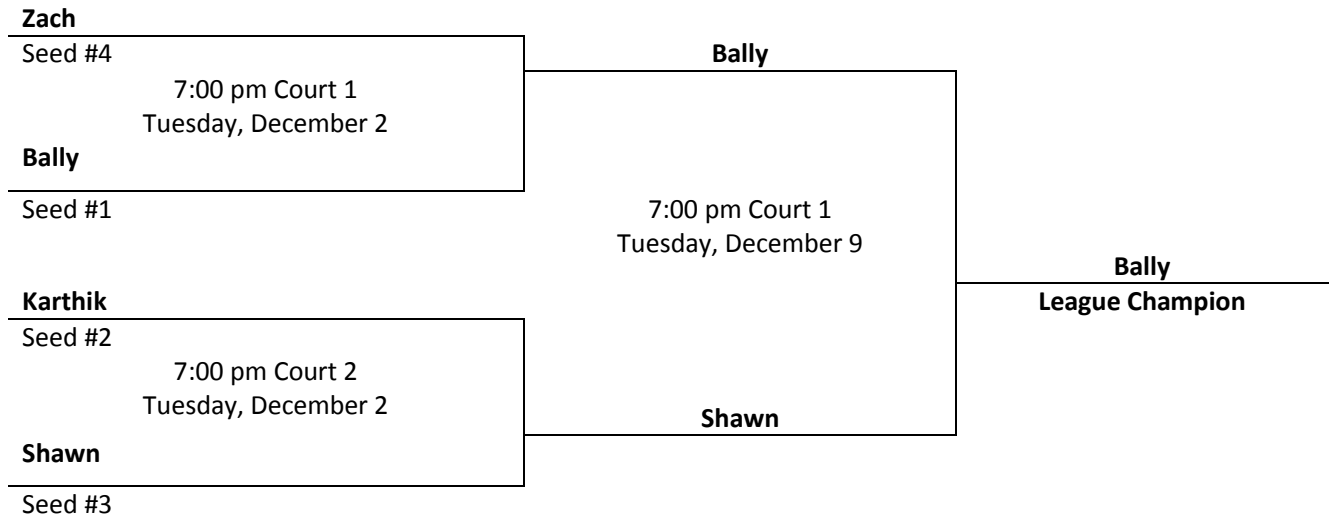 Zach
Seed #4
7:00 pm Court 1
Tuesday, December 2
Bally
Seed #1
Karthik
Seed #2
7:00 pm Court 2
Tuesday, December 2
Shawn
Seed #3
Bally
7:00 pm Court 1
Tuesday, December 9
Shawn
Bally
League Champion